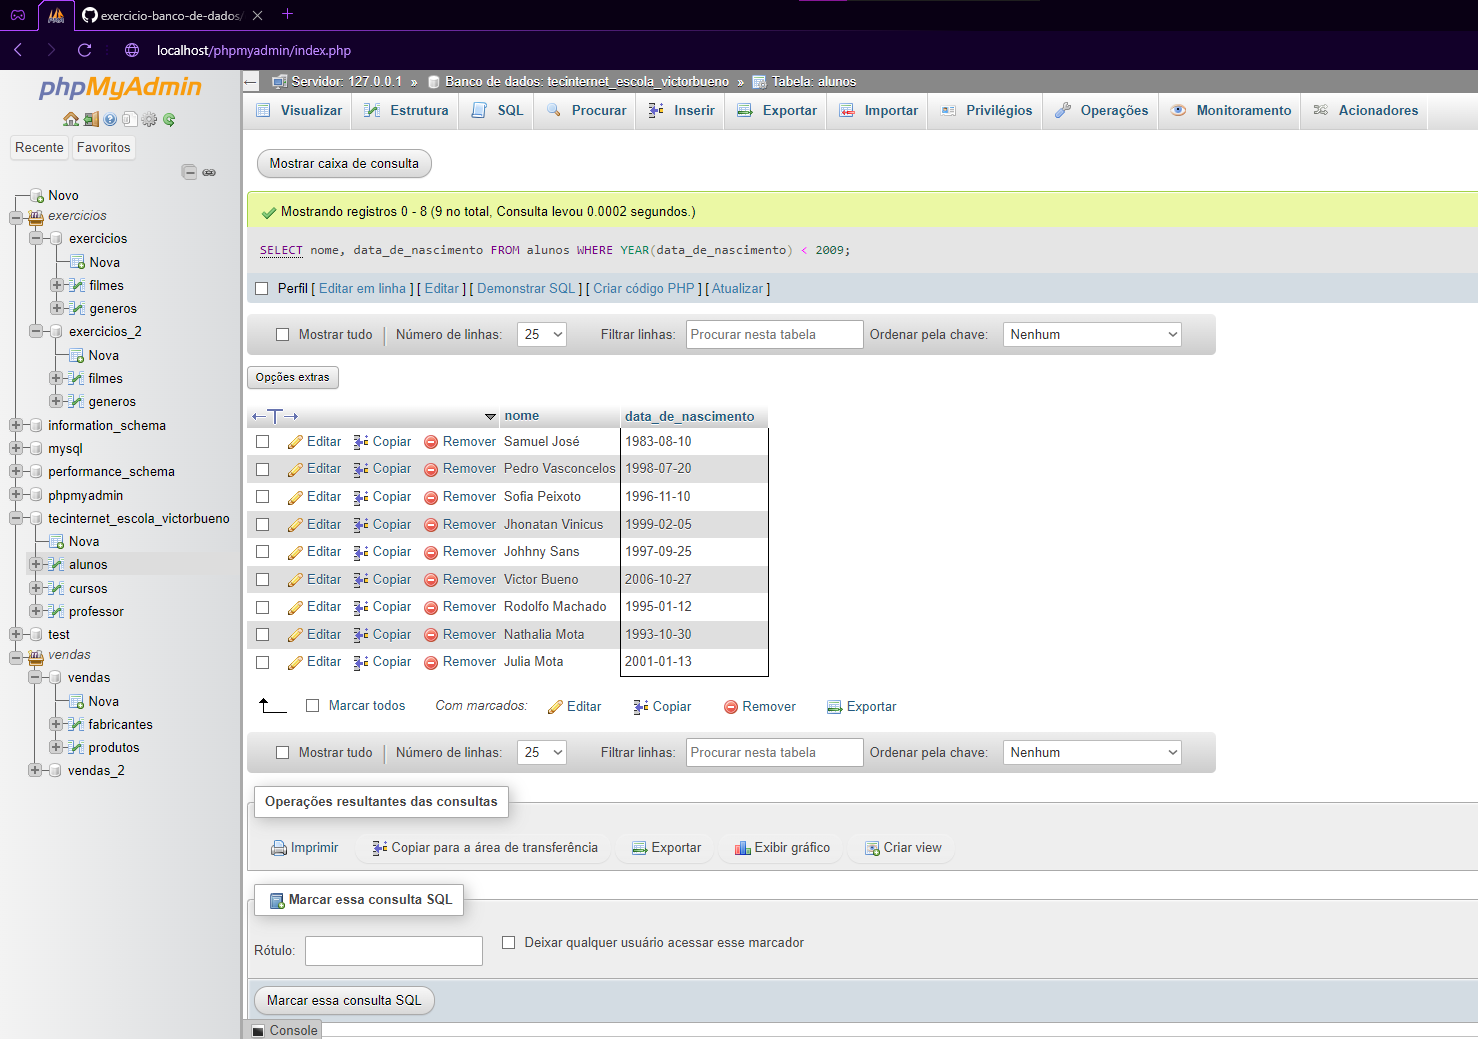 exercicio-banco-de-dados/
localhost/phpmyadmin/index.php
phpMyAdmin
Recente Favoritos
Novo
exercicios
exercicios
Nova
filmes
generos
exercicios_2
Nova
filmes
generos
information_schema
mysql
performance_schema
phpmyadmin
tecinternet_escola_victorbueno
Nova
alunos
cursos
professor
test
vendas
vendas
Nova
fabricantes
produtos
vendas_2
Servidor: 127.0.0.1 » Banco de dados: tecinternet_escola_victorbueno » Tabela: alunos
Visualizar Estrutura SQL Procurar Inserir Exportar Importar Privilégios Operações Monitoramento Acionadores
Mostrar caixa de consulta
Mostrando registros 0 - 8 (9 no total, Consulta levou 0.0002 segundos.)
SELECT nome, data_de_nascimento FROM alunos WHERE YEAR(data_de_nascimento) < 2009;
Perfil [ Editar em linha ] [ Editar ] [ Demonstrar SQL ] [ Criar código PHP ] [ Atualizar ]
Mostrar tudo Número de linhas: 25 Filtrar linhas: Procurar nesta tabela Ordenar pela chave: Nenhum
Opções extras
←T→ nome data_de_nascimento
Editar Copiar Remover Samuel José 1983-08-10
Editar Copiar Remover Pedro Vasconcelos 1998-07-20
Editar Copiar Remover Sofia Peixoto 1996-11-10
Editar Copiar Remover Jhonatan Vinicus 1999-02-05
Editar Copiar Remover Johhny Sans 1997-09-25
Editar Copiar Remover Victor Bueno 2006-10-27
Editar Copiar Remover Rodolfo Machado 1995-01-12
Editar Copiar Remover Nathalia Mota 1993-10-30
Editar Copiar Remover Julia Mota 2001-01-13
Marcar todos Com marcados: Editar Copiar Remover Exportar
Mostrar tudo Número de linhas: 25 Filtrar linhas: Procurar nesta tabela Ordenar pela chave: Nenhum
Operações resultantes das consultas
Imprimir Copiar para a área de transferência Exportar Exibir gráfico Criar view
Marcar essa consulta SQL
Rótulo: Deixar qualquer usuário acessar esse marcador
Marcar essa consulta SQL
Console